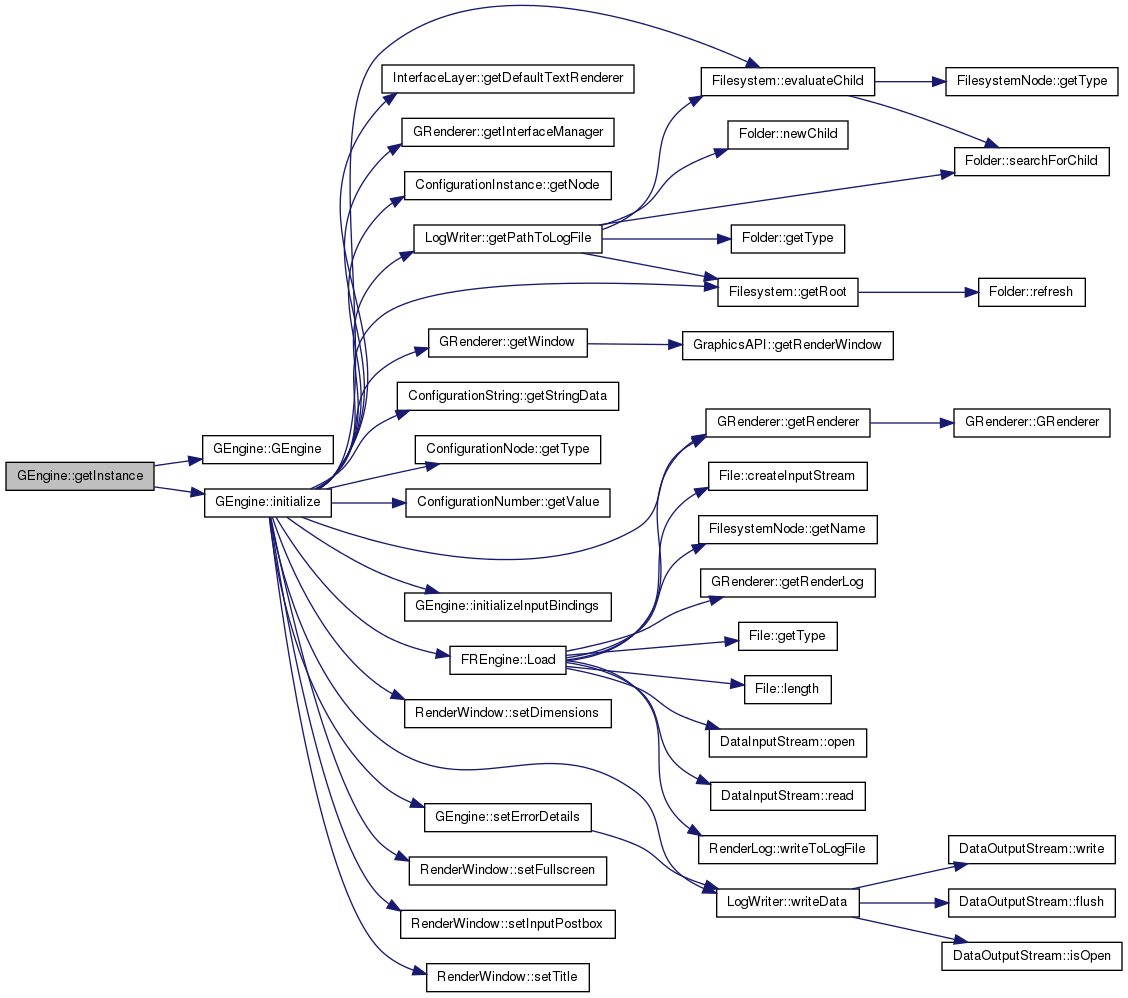 GEngine::getInstance
GEngine::GEngine
GEngine::initialize
InterfaceLayer::getDefaultTextRenderer
GRenderer::getInterfaceManager
ConfigurationInstance::getNode
LogWriter::getPathToLogFile
GRenderer::getWindow
ConfigurationString::getStringData
ConfigurationNode::getType
ConfigurationNumber::getValue
GEngine::initializeInputBindings
FREngine::Load
RenderWindow::setDimensions
GEngine::setErrorDetails
RenderWindow::setFullscreen
RenderWindow::setInputPostbox
RenderWindow::setTitle
Filesystem::evaluateChild
Folder::newChild
Folder::getType
Filesystem::getRoot
GraphicsAPI::getRenderWindow
GRenderer::getRenderer
File::createInputStream
FilesystemNode::getName
GRenderer::getRenderLog
File::getType
File::length
DataInputStream::open
DataInputStream::read
RenderLog::writeToLogFile
LogWriter::writeData
FilesystemNode::getType
Folder::searchForChild
Folder::refresh
GRenderer::GRenderer
DataOutputStream::write
DataOutputStream::flush
DataOutputStream::isOpen